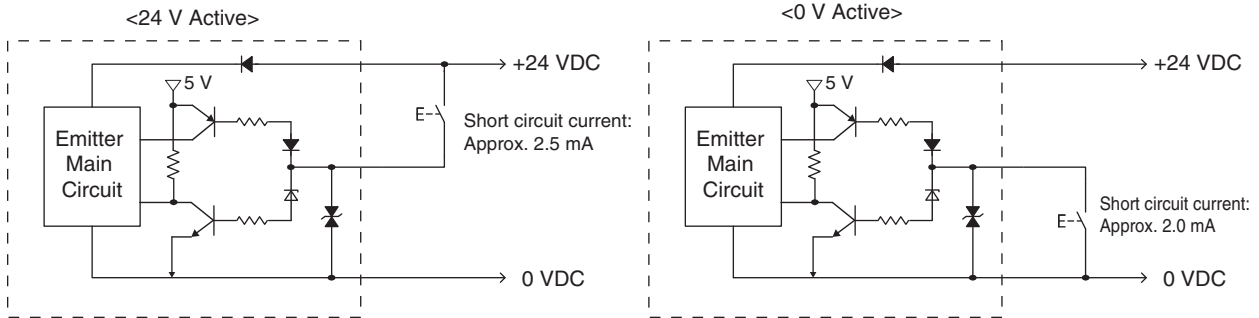 <24 V Active>
+24 VDC
5 V
Emitter
Main
Circuit
E
Short circuit current:
Approx. 2.5 mA
0 VDC
<0 V Active>
+24 VDC
5 V
Emitter
Main
Circuit
E
Short circuit current:
Approx. 2.0 mA
0 VDC